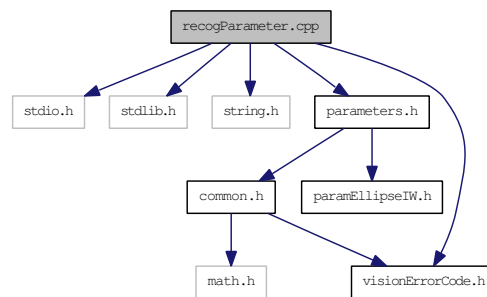 recogParameter.cpp
stdio.h
stdlib.h
string.h
parameters.h
common.h
paramEllipseIW.h
math.h
visionErrorCode.h